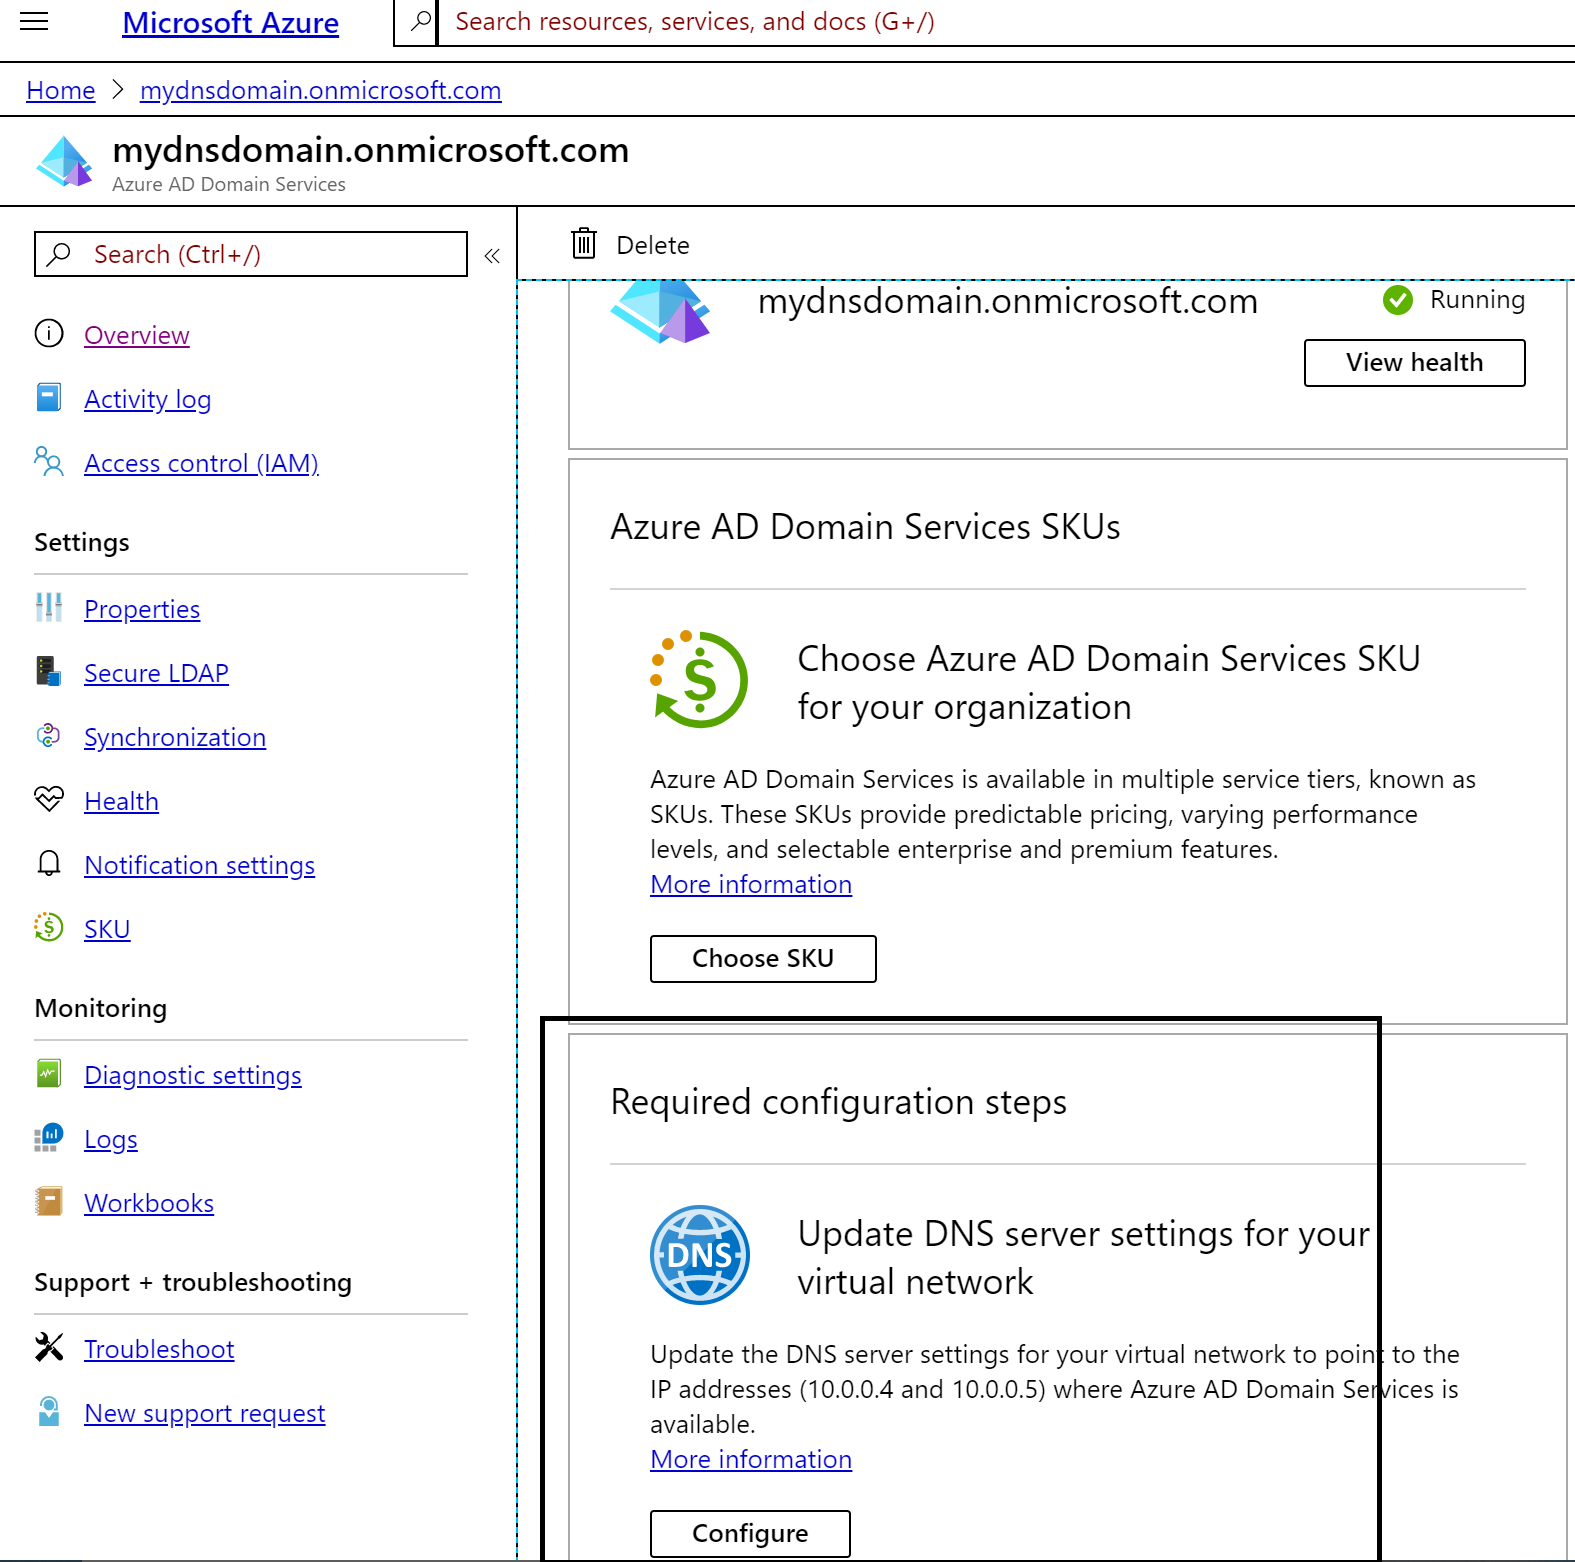 Microsoft Azure
Search resources, services, and docs (G+/)
Home > mydnsdomain.onmicrosoft.com
mydnsdomain.onmicrosoft.com
Azure AD Domain Services
Search (Ctrl+/)
«
Overview
Activity log
Access control (IAM)
Settings
Properties
Secure LDAP
Synchronization
Health
Notification settings
SKU
Monitoring
Diagnostic settings
Logs
Workbooks
Support + troubleshooting
Troubleshoot
New support request
Delete
mydnsdomain.onmicrosoft.com
Running
View health
Azure AD Domain Services SKUs
Choose Azure AD Domain Services SKU
for your organization
Azure AD Domain Services is available in multiple service tiers, known as
SKUs. These SKUs provide predictable pricing, varying performance
levels, and selectable enterprise and premium features.
More information
Choose SKU
Required configuration steps
DNS
Update DNS server settings for your
virtual network
Update the DNS server settings for your virtual network to point to the
IP addresses (10.0.0.4 and 10.0.0.5) where Azure AD Domain Services is
available.
More information
Configure